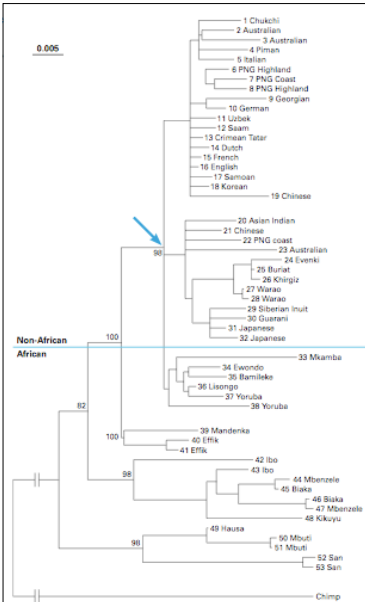 1 Chukchi
2 Australian
0.005
3 Australian
4 Piman
5 Italian
6 PNG Highland
7 PNG Coast
8 PNG Highland
9 Georgian
10 German
11 Uzbek
12 Saam
13 Crimean Tatar
14 Dutch
15 French
16 English
17 Samoan
18 Korean
19 Chinese
20 Asian Indian
21 Chinese
22 PNG coast
98
23 Australian
24 Evenki
25 Buriat
26 Khirgiz
27 Warao
28 Warao
29 Siberian Inuit
30 Guarani
31 Japanese
100
32 Japanese
Non-African
African
33 Mkamba
34 Ewondo
35 Bamileke
36 Lisongo
37 Yoruba
82
38 Yoruba
39 Mandenka
100
40 Effik
41 Effik
42 Ibo
98
43 Ibo
44 Mbenzele
45 Biaka
46 Biaka
47 Mbenzele
48 Kikuyu
49 Hausa
98
50 Mbuti
51 Mbuti
52 San
53 San
Chimp